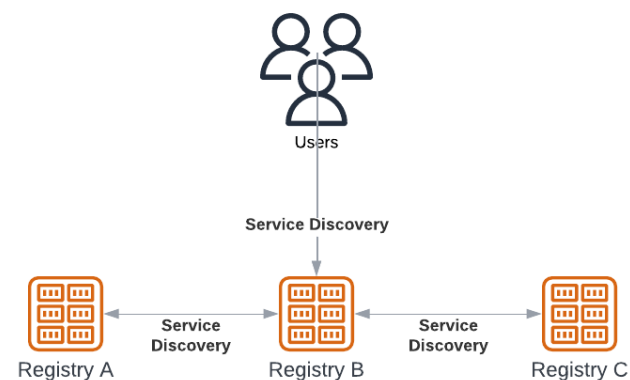 Users
Service Discovery
Service
Discovery
Service
Discovery
Registry A
Registry B
Registry C